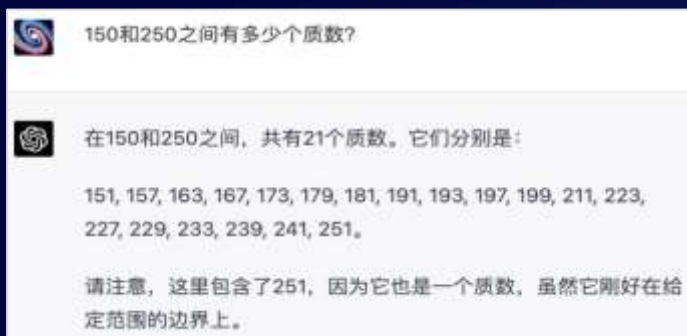 150和250之间有多少个质数?
在150和250之间，共有21个质数。它们分别是：
151, 157, 163, 167, 173, 179, 181, 191, 193, 197, 199, 211, 223,
227, 229, 233, 239, 241, 251。
请注意，这里包含了251，因为它也是一个质数，虽然它刚好在给
定范围的边界上。